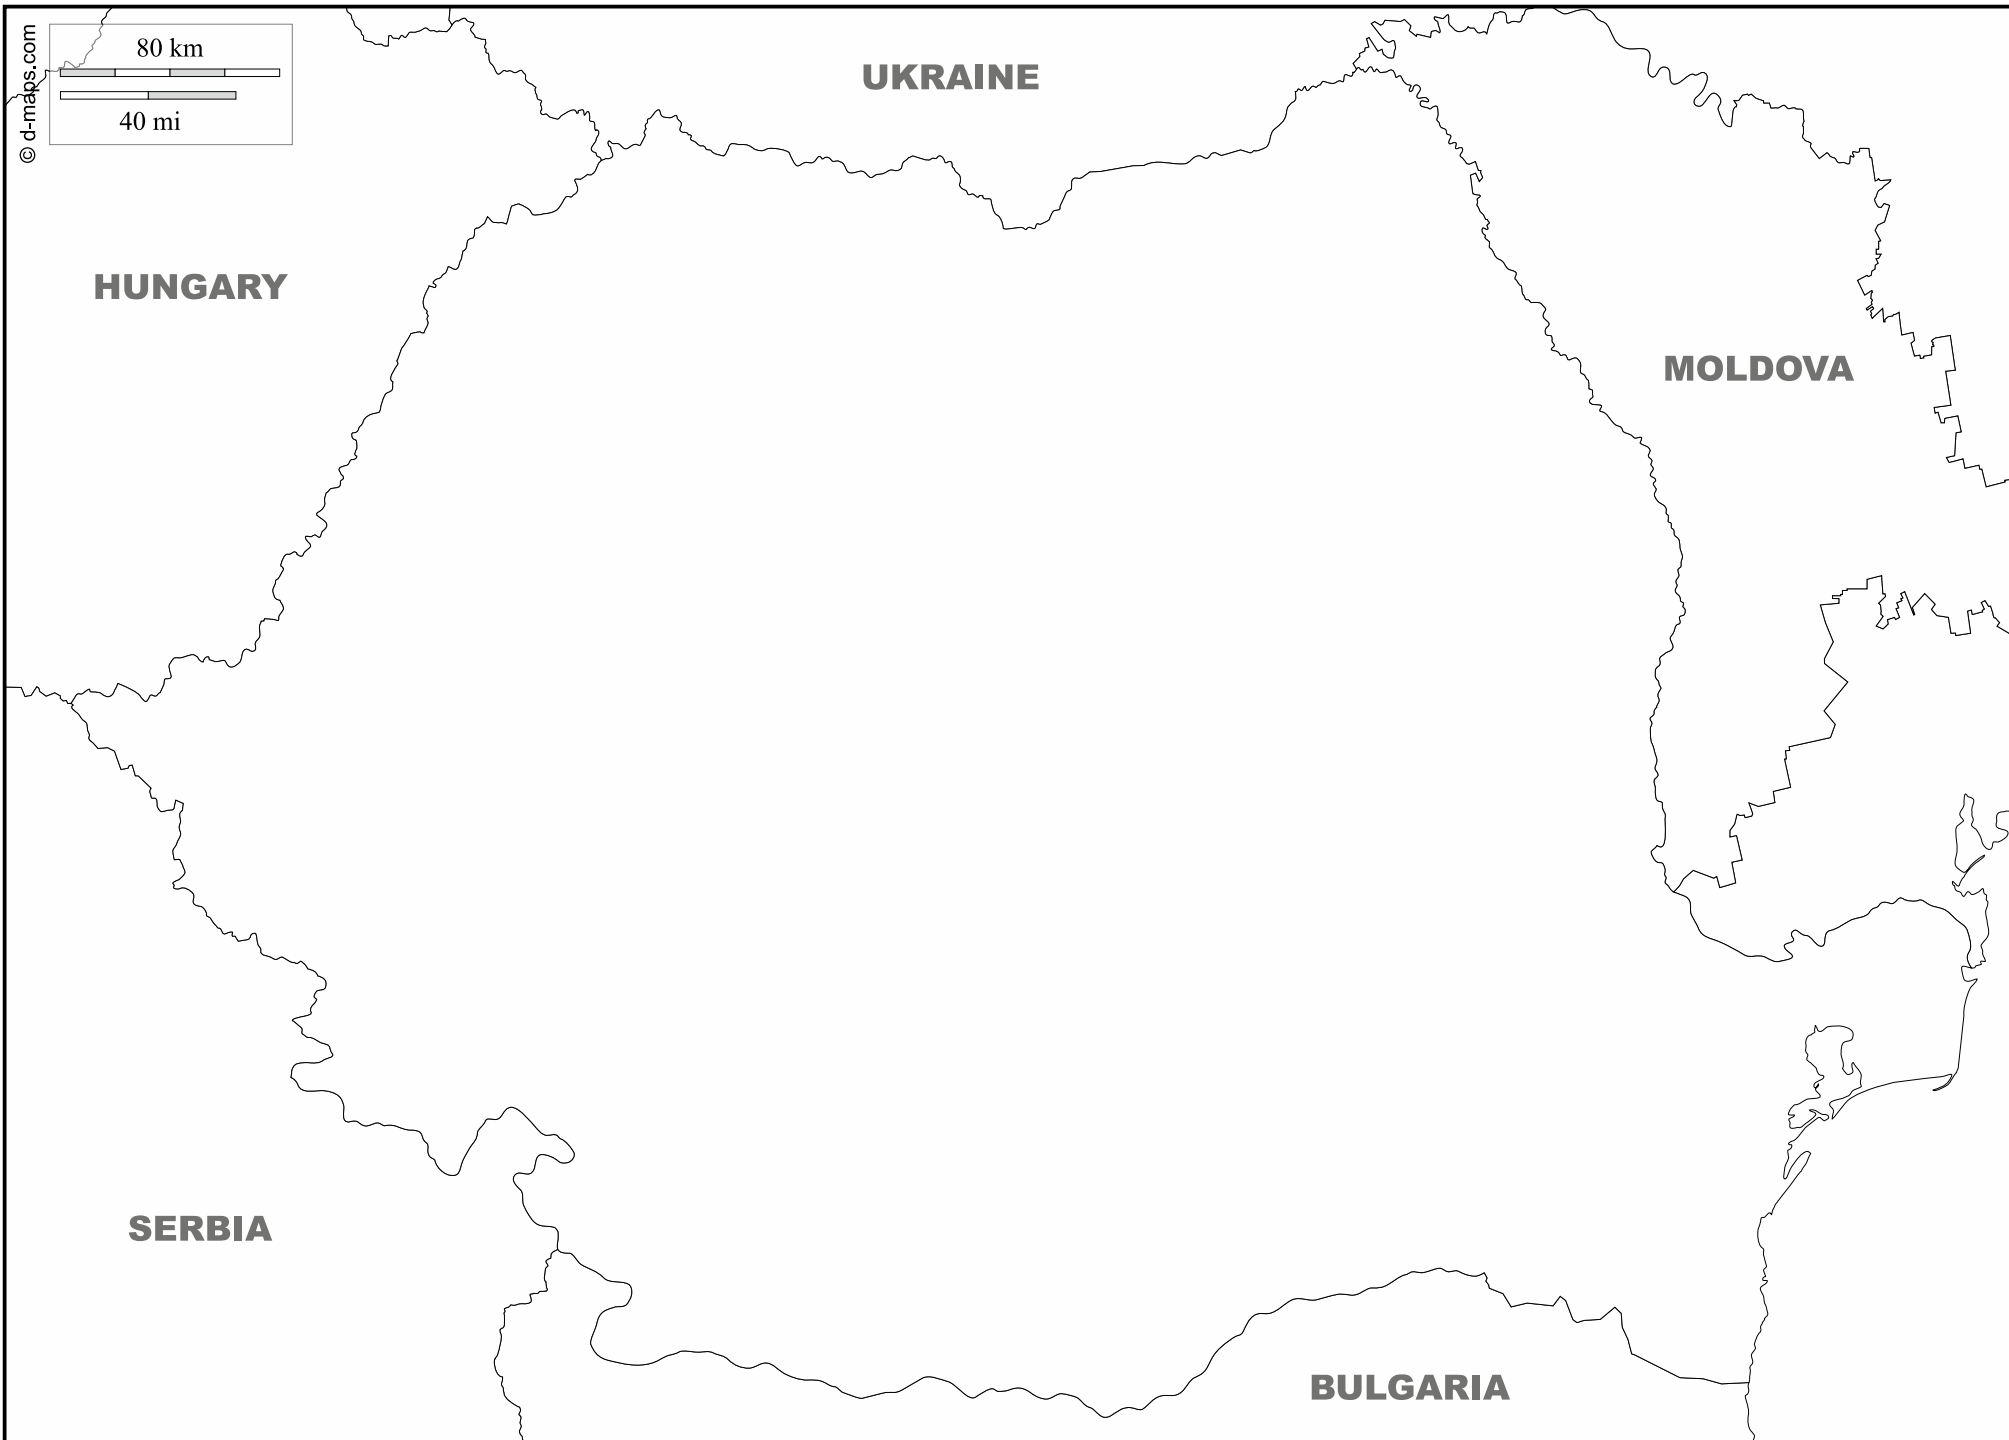 © d-maps.com
80 km
40 mi
UKRAINE
HUNGARY
MOLDOVA
SERBIA
BULGARIA